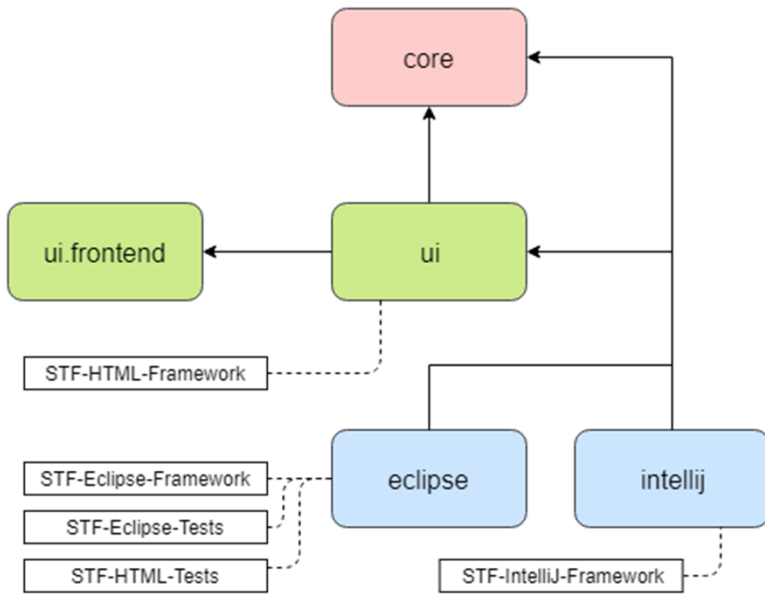 core
ui.frontend
ui
STF-HTML-Framework
STF-Eclipse-Framework
eclipse
intellij
STF-Eclipse-Tests
STF-HTML-Tests
STF-IntelliJ-Framework